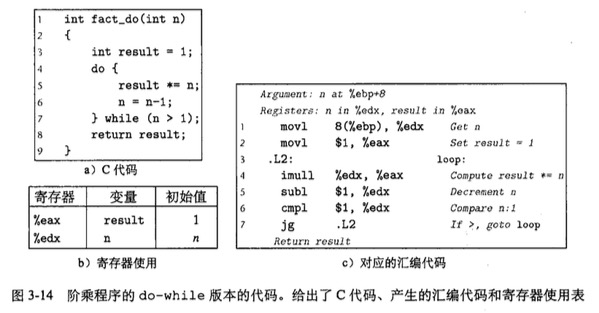 1 int fact_do(int n)
2 {
3 int result = 1;
4 do {
5 result *= n;
6 n = n-1;
7 } while (n > 1);
8 return result;
9 }
a）C 代码
寄存器 变量 初始值
%eax result 1
%edx n n
b）寄存器使用
Argument: n at %ebp+8
Registers: n in %edx, result in %eax
1 movl 8(%ebp), %edx Get n
2 movl $1, %eax Set result = 1
3 .L2: loop:
4 imull %edx, %eax Compute result *= n
5 subl $1, %edx Decrement n
6 cmpl $1, %edx Compare n:1
7 jg .L2 If >, goto loop
Return result
c）对应的汇编代码
图 3-14 阶乘程序的 do-while 版本的代码。给出了 C 代码、产生的汇编代码和寄存器使用表